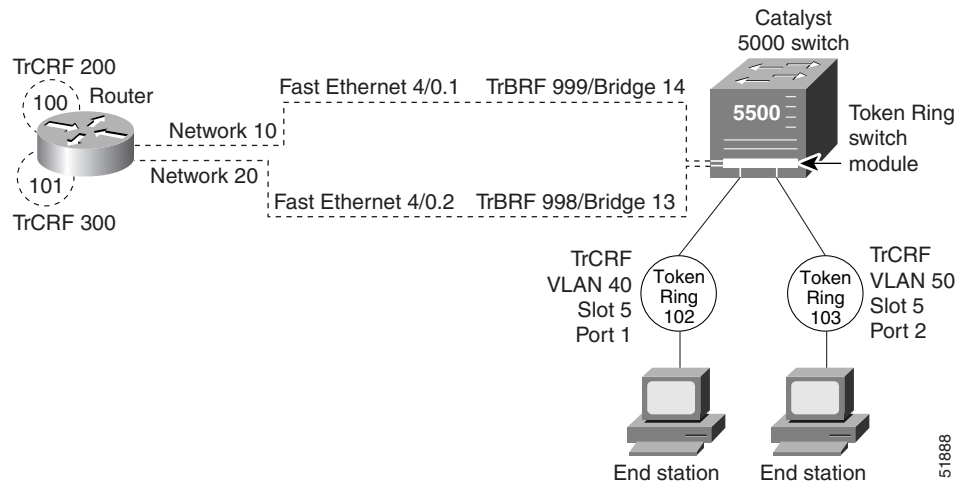 Catalyst
5000 switch
TrCRF 200
100
Router
Fast Ethernet 4/0.1
TrBRF 999/Bridge 14
5500
Token Ring
switch
module
Network 10
Network 20
101
TrCRF 300
Fast Ethernet 4/0.2
TrBRF 998/Bridge 13
TrCRF
VLAN 40
Slot 5
Port 1
Token
Ring
102
Token
Ring
103
TrCRF
VLAN 50
Slot 5
Port 2
End station
End station
51888